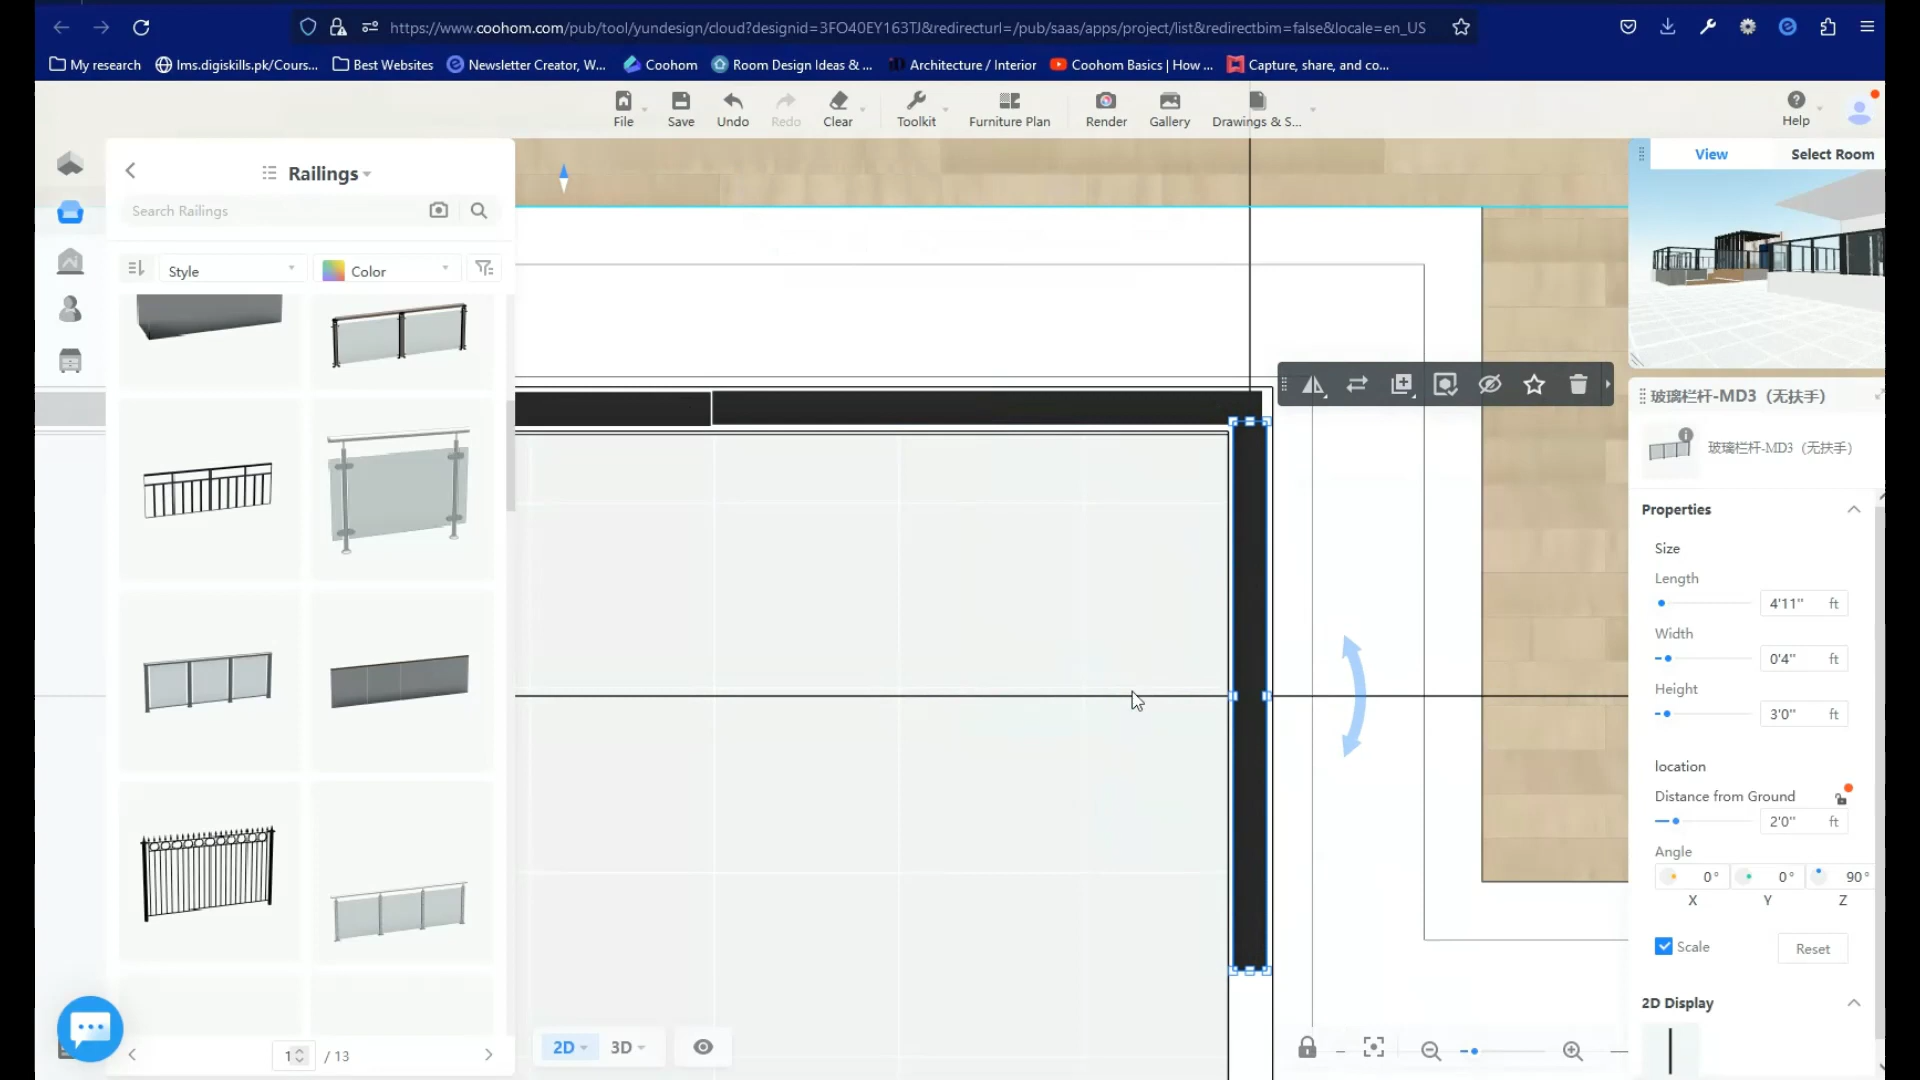 https://www.coohom.com/pub/tool/yundesign/cloud?designid=3FO40EY163TJ&redirecturl=/pub/saas/apps/project/list&redirectbim=false&locale=en_US
My research
lms.digiskills.pk/Cours...
Best Websites
Newsletter Creator, W...
Coohom
Room Design Ideas & ...
Architecture / Interior
Coohom Basics | How ...
Capture, share, and co...
File
Save
Undo
Redo
Clear
Toolkit
Furniture Plan
Render
Gallery
Drawings & S...
Help
Railings
Search Railings
Style
Color
1 / 13
2D
3D
View
Select Room
玻璃栏杆-MD3（无扶手）
玻璃栏杆-MD3（无扶手）
Properties
Size
Length
4'11" ft
Width
0'4" ft
Height
3'0" ft
location
Distance from Ground
2'0" ft
Angle
0° 0° 90°
X Y Z
Scale
Reset
2D Display